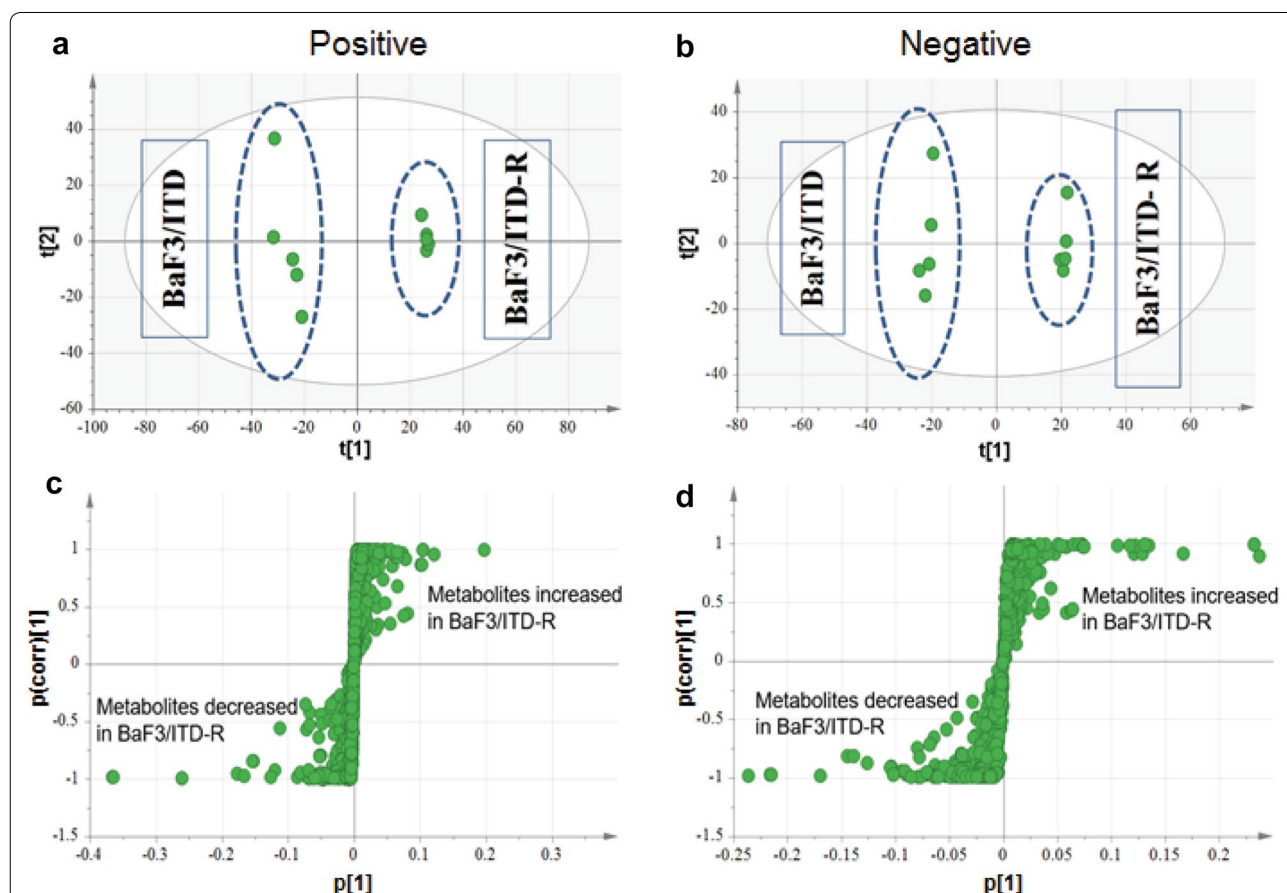 a
Positive
t[2]
40
20
0
-20
-40
-60
BaF3/ITD
BaF3/ITD-R
-100
-80
-60
-40
-20
0
20
40
60
80
t[1]
b
Negative
t[2]
40
20
0
-20
-40
BaF3/ITD
BaF3/ITD- R
-80
-60
-40
-20
0
20
40
60
t[1]
c
p(corr)[1]
1
0.5
0
-0.5
-1
-1.5
Metabolites increased
in BaF3/ITD-R
Metabolites decreased
in BaF3/ITD-R
-0.4
-0.3
-0.2
-0.1
0
0.1
0.2
0.3
p[1]
d
p(corr)[1]
1
0.5
0
-0.5
-1
-1.5
Metabolites increased
in BaF3/ITD-R
Metabolites decreased
in BaF3/ITD-R
-0.25
-0.2
-0.15
-0.1
-0.05
0
0.05
0.1
0.15
0.2
p[1]